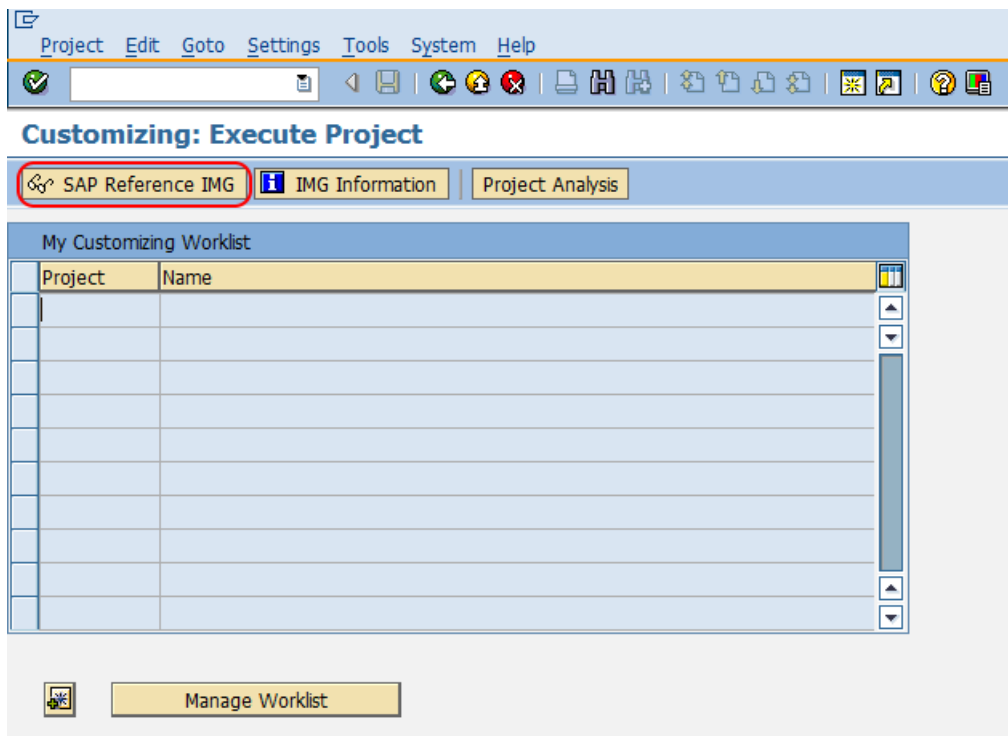 Project Edit Goto Settings Tools System Help
Customizing: Execute Project
SAP Reference IMG IMG Information Project Analysis
My Customizing Worklist
Project Name
Manage Worklist